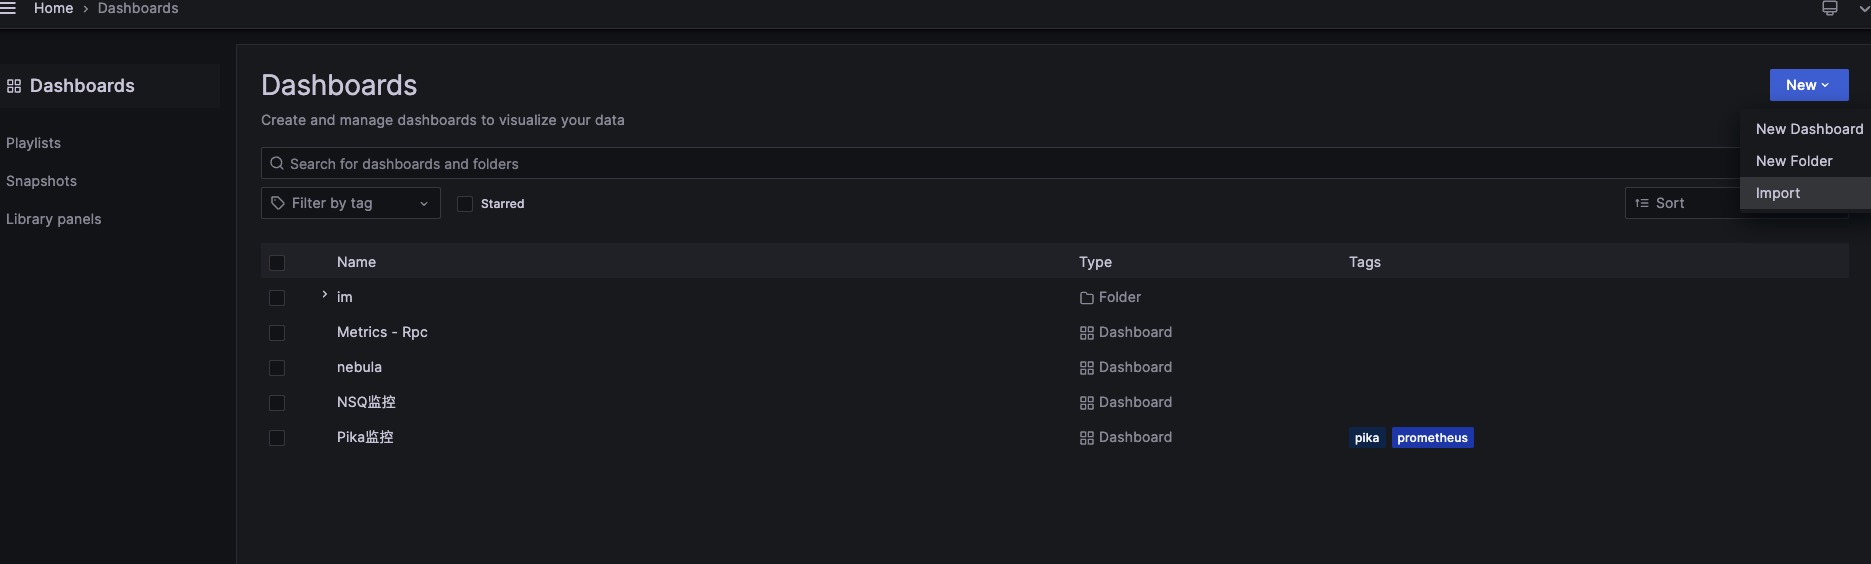 Home › Dashboards
Dashboards
Playlists
Snapshots
Library panels
Dashboards
Create and manage dashboards to visualize your data
New
New Dashboard
New Folder
Import
Search for dashboards and folders
Filter by tag
Starred
Sort
Name Type Tags
im Folder
Metrics - Rpc Dashboard
nebula Dashboard
NSQ监控 Dashboard
Pika监控 Dashboard pika prometheus